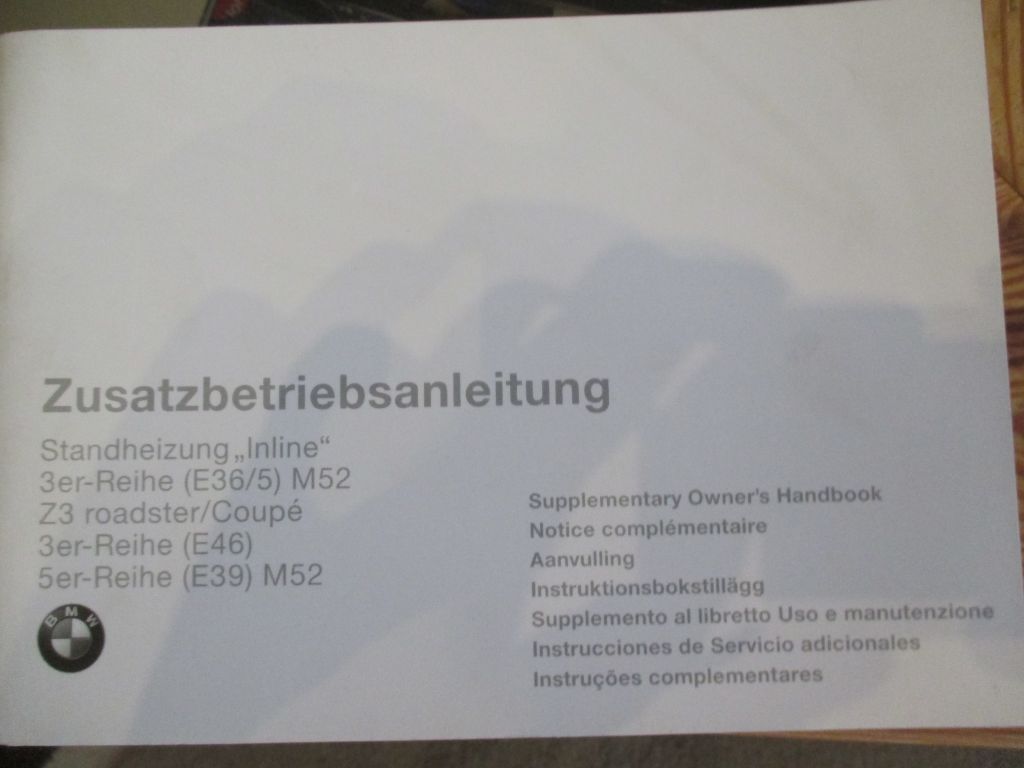 Zusatzbetriebsanleitung
Standheizung „Inline“
3er-Reihe (E36/5) M52
Z3 roadster/Coupé
3er-Reihe (E46)
5er-Reihe (E39) M52
BMW
Supplementary Owner's Handbook
Notice complémentaire
Aanvulling
Instruktionsbokstillägg
Supplemento al libretto Uso e manutenzione
Instrucciones de Servicio adicionales
Instruções complementares